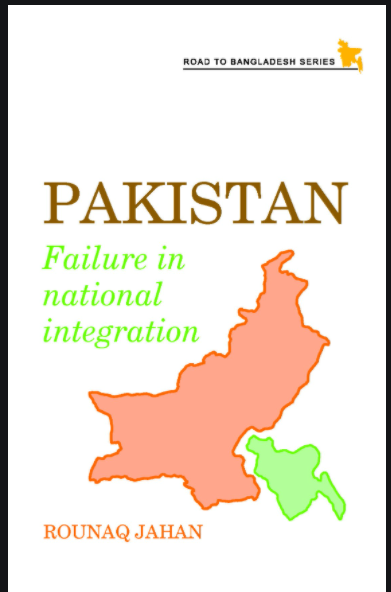 ROAD TO BANGLADESH SERIES
PAKISTAN
Failure in
national
integration
ROUNAQ JAHAN